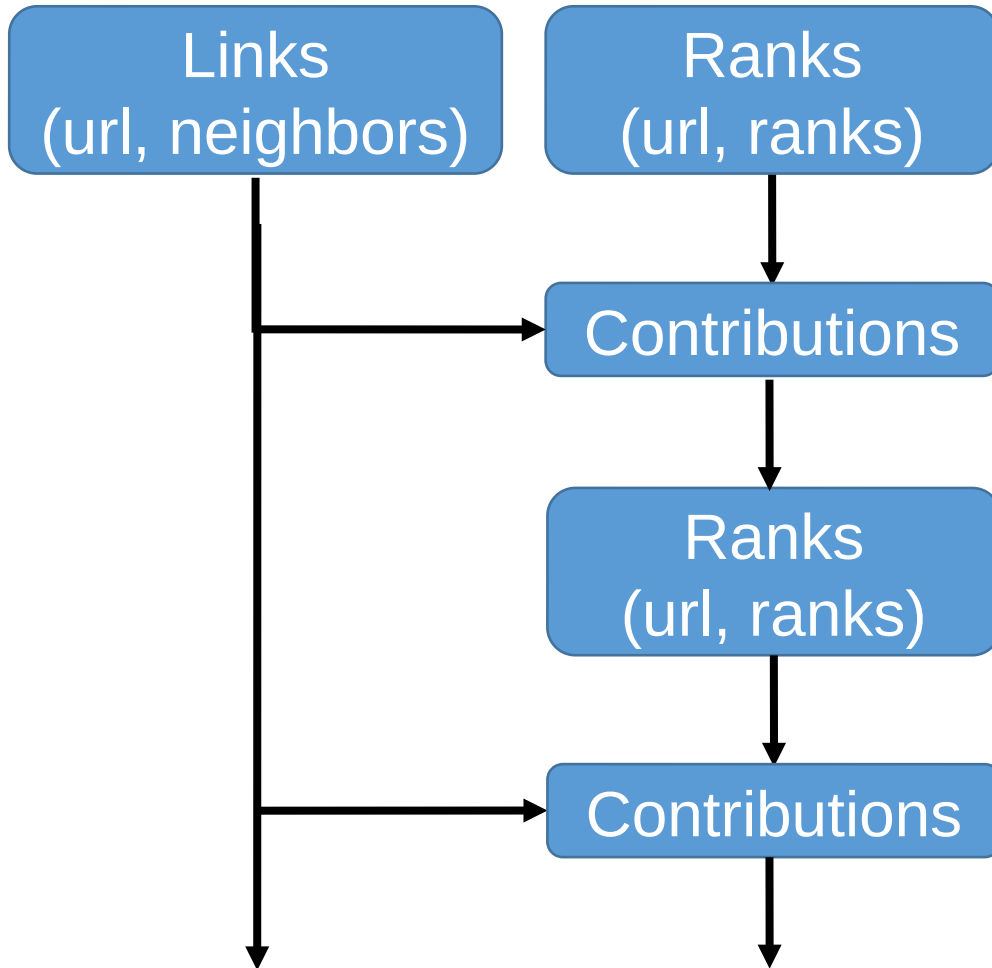 Links
(url, neighbors)
Ranks
(url, ranks)
Contributions
Ranks
(url, ranks)
Contributions